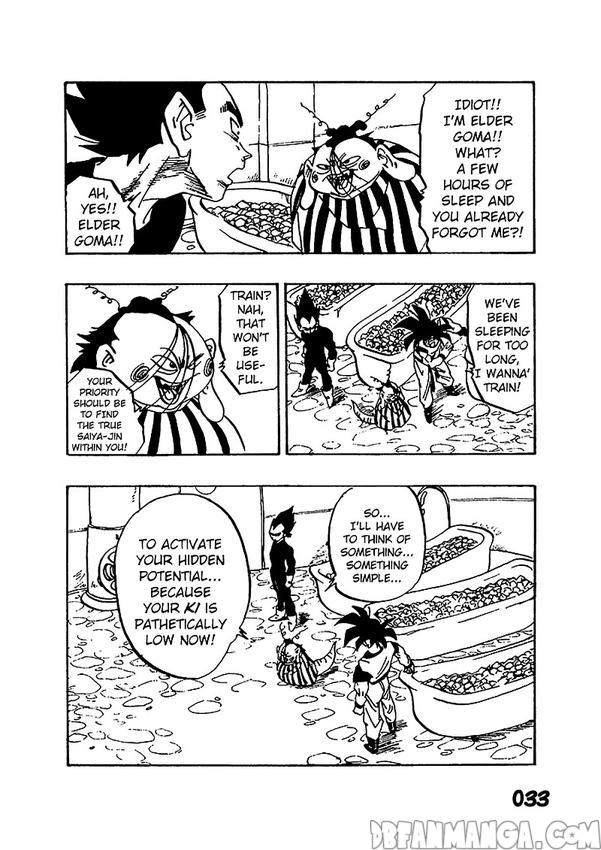 IDIOT!!
I'M ELDER
GOMA!!
WHAT?
A FEW
HOURS OF
SLEEP AND
YOU ALREADY
FORGOT ME?!
AH,
YES!!
ELDER
GOMA!!
WE'VE
BEEN
SLEEPING
FOR TOO
LONG,
I WANNA'
TRAIN!
TRAIN?
NAH,
THAT
WON'T
BE
USE-
FUL.
YOUR
PRIORITY
SHOULD BE
TO FIND
THE TRUE
SAIYA-JIN
WITHIN YOU!
SO...
I'LL HAVE
TO THINK OF
SOMETHING...
SOMETHING
SIMPLE...
TO ACTIVATE
YOUR HIDDEN
POTENTIAL...
BECAUSE
YOUR KI IS
PATHETICALLY
LOW NOW!
033
DBFANMANGA.COM